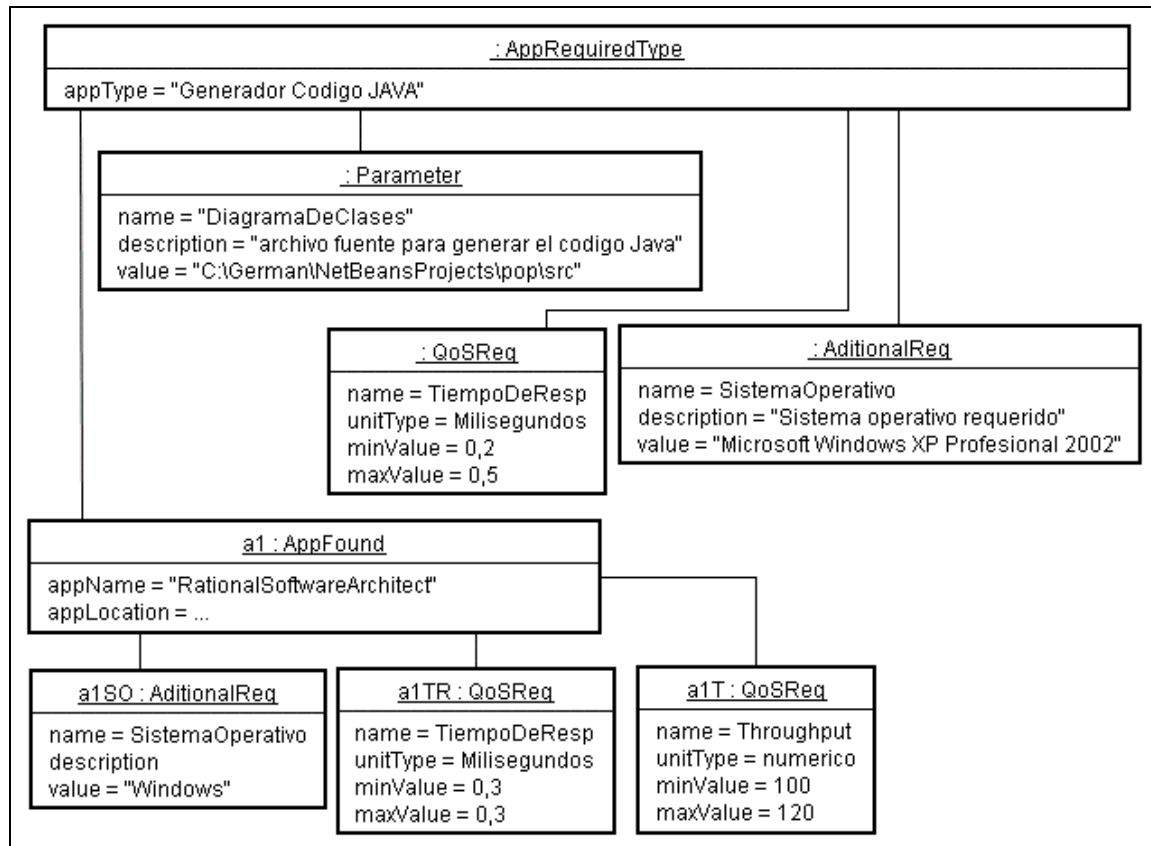 : AppRequiredType
appType = "Generador Codigo JAVA"
: Parameter
name = "DiagramaDeClases"
description = "archivo fuente para generar el codigo Java"
value = "C:\German\NetBeansProjects\pop\src"
: QoSReq
name = TiempoDeResp
unitType = Milisegundos
minValue = 0,2
maxValue = 0,5
: AditionalReq
name = SistemaOperativo
description = "Sistema operativo requerido"
value = "Microsoft Windows XP Profesional 2002"
a1 : AppFound
appName = "RationalSoftwareArchitect"
appLocation = ...
a1SO : AditionalReq
name = SistemaOperativo
description
value = "Windows"
a1TR : QoSReq
name = TiempoDeResp
unitType = Milisegundos
minValue = 0,3
maxValue = 0,3
a1T : QoSReq
name = Throughput
unitType = numerico
minValue = 100
maxValue = 120